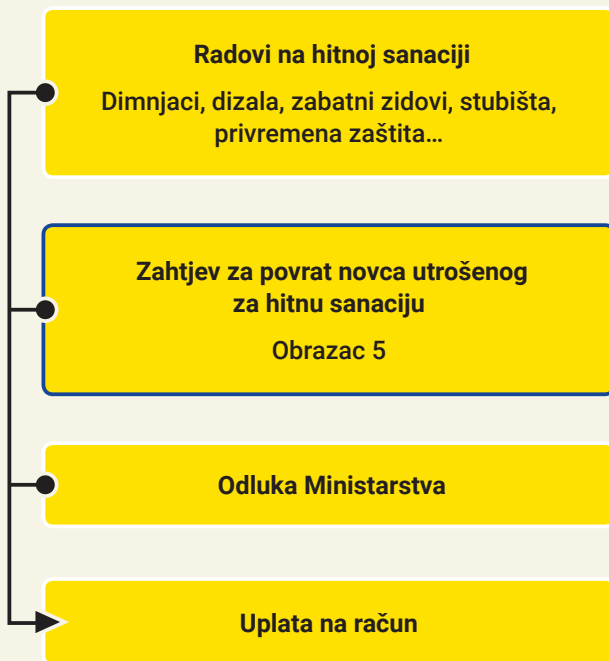 Radovi na hitnoj sanaciji
Dimnjaci, dizala, zabatni zidovi, stubišta,
privremena zaštita...
Zahtjev za povrat novca utrošenog
za hitnu sanaciju
Obrazac 5
Odluka Ministarstva
Uplata na račun